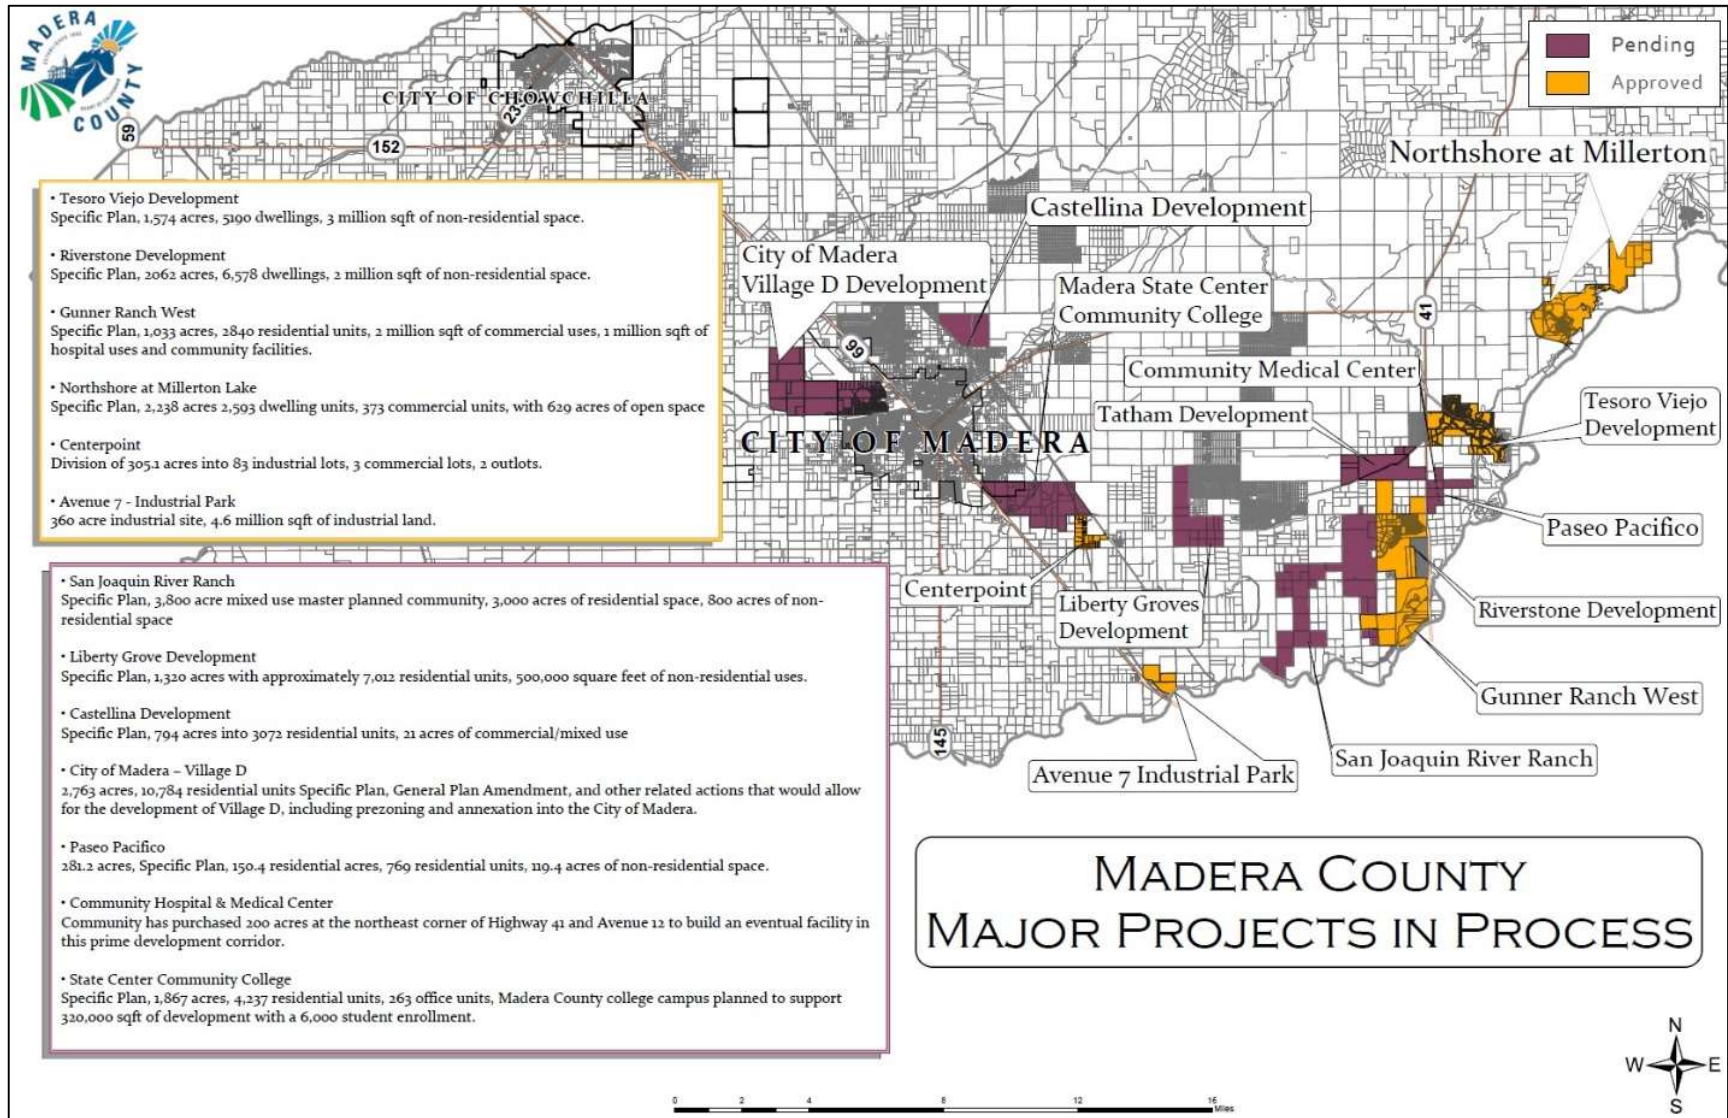 MADERA
COUNTY
Pending
Approved
CITY OF CHOWCHILLA
233
59
152
Northshore at Millerton
• Tesoro Viejo Development
Specific Plan, 1,574 acres, 5190 dwellings, 3 million sqft of non-residential space.
• Riverstone Development
Specific Plan, 2062 acres, 6,578 dwellings, 2 million sqft of non-residential space.
• Gunner Ranch West
Specific Plan, 1,033 acres, 2840 residential units, 2 million sqft of commercial uses, 1 million sqft of
hospital uses and community facilities.
• Northshore at Millerton Lake
Specific Plan, 2,238 acres 2,593 dwelling units, 373 commercial units, with 629 acres of open space
• Centerpoint
Division of 305.1 acres into 83 industrial lots, 3 commercial lots, 2 outlots.
• Avenue 7 - Industrial Park
360 acre industrial site, 4.6 million sqft of industrial land.
Castellina Development
City of Madera
Village D Development
Madera State Center
Community College
41
99
Community Medical Center
Tatham Development
Tesoro Viejo
Development
CITY OF MADERA
Paseo Pacifico
Centerpoint
Liberty Groves
Development
Riverstone Development
Gunner Ranch West
145
San Joaquin River Ranch
Avenue 7 Industrial Park
• San Joaquin River Ranch
Specific Plan, 3,800 acre mixed use master planned community, 3,000 acres of residential space, 800 acres of non-
residential space
• Liberty Grove Development
Specific Plan, 1,320 acres with approximately 7,012 residential units, 500,000 square feet of non-residential uses.
• Castellina Development
Specific Plan, 794 acres into 3072 residential units, 21 acres of commercial/mixed use
• City of Madera – Village D
2,763 acres, 10,784 residential units Specific Plan, General Plan Amendment, and other related actions that would allow
for the development of Village D, including prezoning and annexation into the City of Madera.
• Paseo Pacifico
281.2 acres, Specific Plan, 150.4 residential acres, 769 residential units, 119.4 acres of non-residential space.
• Community Hospital & Medical Center
Community has purchased 200 acres at the northeast corner of Highway 41 and Avenue 12 to build an eventual facility in
this prime development corridor.
• State Center Community College
Specific Plan, 1,867 acres, 4,237 residential units, 263 office units, Madera County college campus planned to support
320,000 sqft of development with a 6,000 student enrollment.
MADERA COUNTY
MAJOR PROJECTS IN PROCESS
N
W E
S
0 2 4 8 12 16
Miles